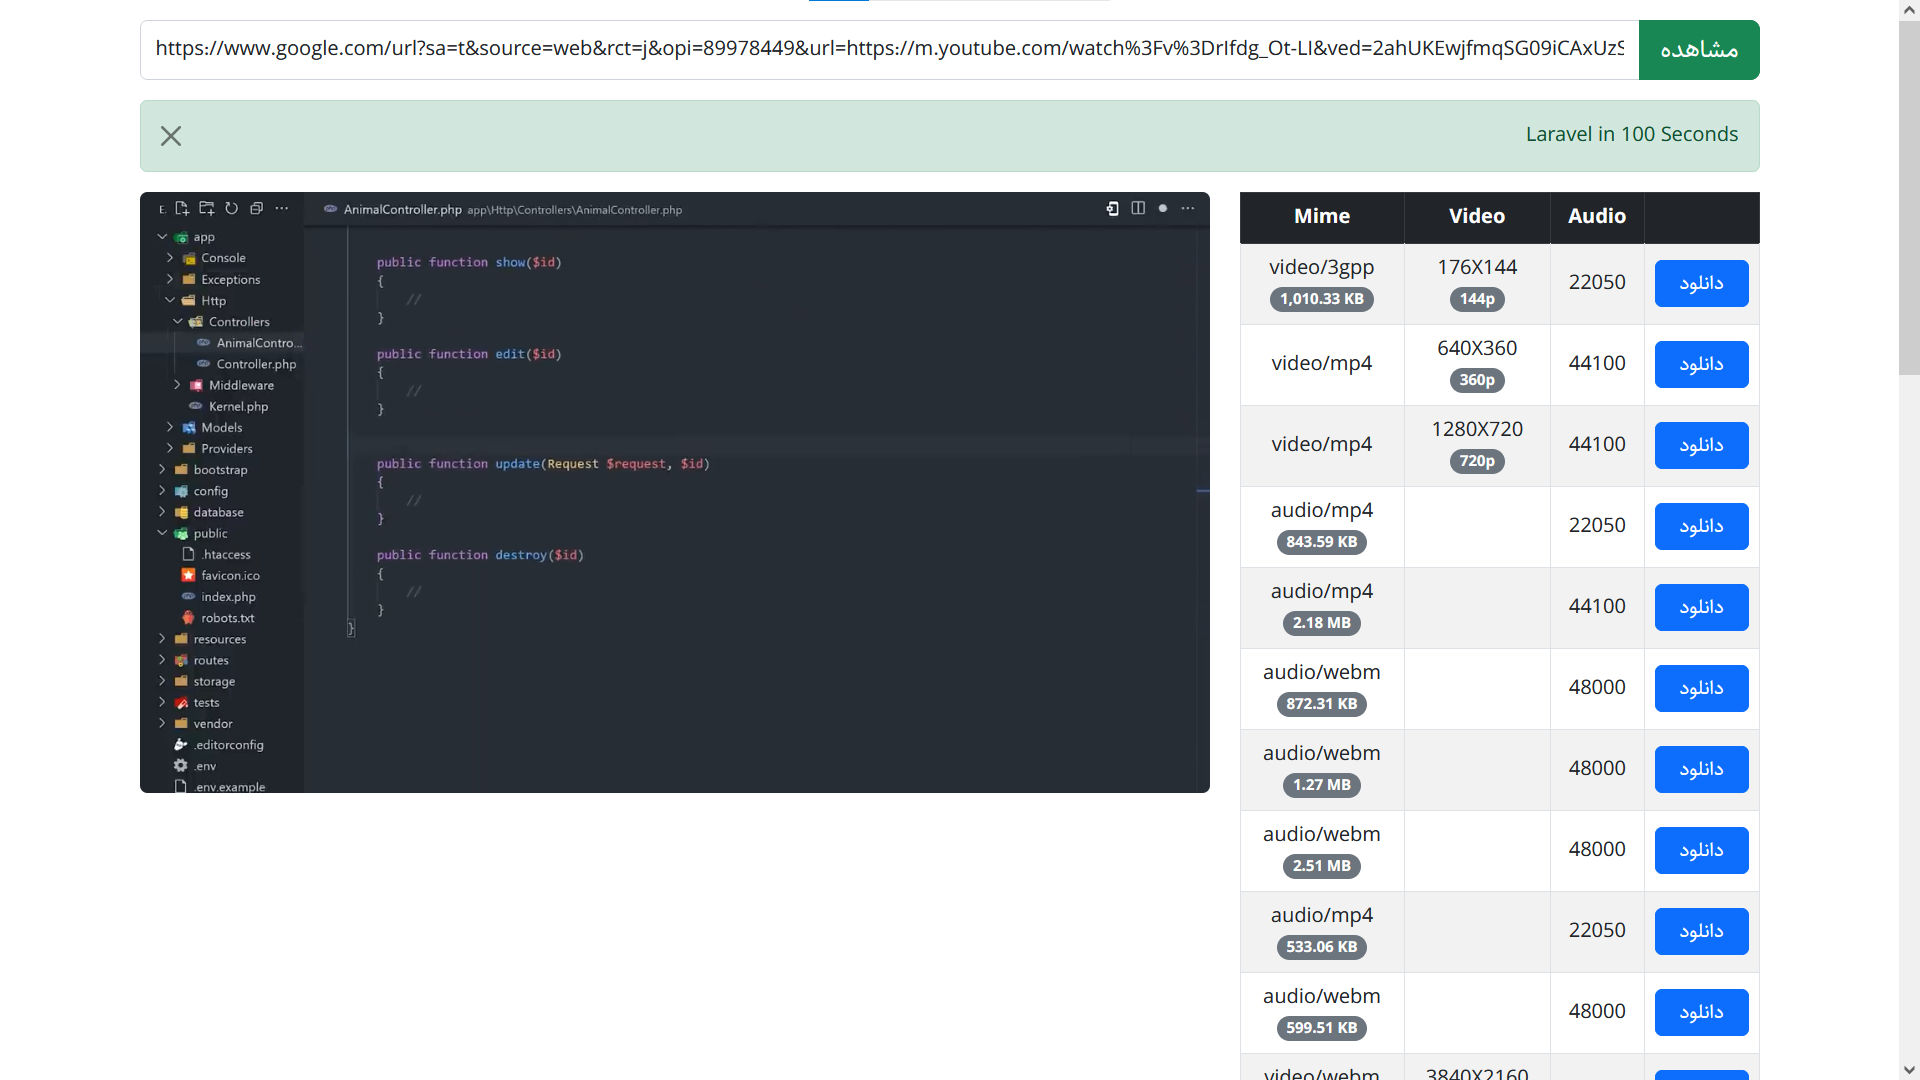 https://www.google.com/url?sa=t&source=web&rct=j&opi=89978449&url=https://m.youtube.com/watch%3Fv%3DrIfdg_Ot-LI&ved=2ahUKEwjfmqSG09iCAxUzS
مشاهده
Laravel in 100 Seconds
E.
AnimalController.php app\Http\Controllers\AnimalController.php
app
Console
Exceptions
Http
Controllers
AnimalContro...
Controller.php
Middleware
Kernel.php
Models
Providers
bootstrap
config
database
public
.htaccess
favicon.ico
index.php
robots.txt
resources
routes
storage
tests
vendor
.editorconfig
.env
.env.example
public function show($id)
{
//
}
public function edit($id)
{
//
}
public function update(Request $request, $id)
{
//
}
public function destroy($id)
{
//
}
}
Mime Video Audio
video/3gpp 176X144 22050 دانلود
1,010.33 KB 144p
video/mp4 640X360 44100 دانلود
360p
video/mp4 1280X720 44100 دانلود
720p
audio/mp4 22050 دانلود
843.59 KB
audio/mp4 44100 دانلود
2.18 MB
audio/webm 48000 دانلود
872.31 KB
audio/webm 48000 دانلود
1.27 MB
audio/webm 48000 دانلود
2.51 MB
audio/mp4 22050 دانلود
533.06 KB
audio/webm 48000 دانلود
599.51 KB
video/webm 3840X2160